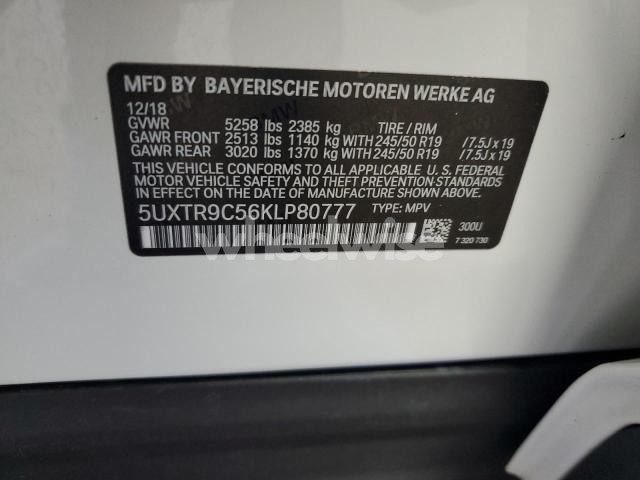 MFD BY BAYERISCHE MOTOREN WERKE AG
12/18
GVWR 5258 lbs 2385 kg TIRE / RIM
GAWR FRONT 2513 lbs 1140 kg WITH 245/50 R19 /7.5J x 19
GAWR REAR 3020 lbs 1370 kg WITH 245/50 R19 /7.5J x 19
THIS VEHICLE CONFORMS TO ALL APPLICABLE U. S. FEDERAL
MOTOR VEHICLE SAFETY AND THEFT PREVENTION STANDARDS
IN EFFECT ON THE DATE OF MANUFACTURE SHOWN ABOVE.
5UXTR9C56KLP80777 TYPE: MPV
300U
7 320 730
wheelwise